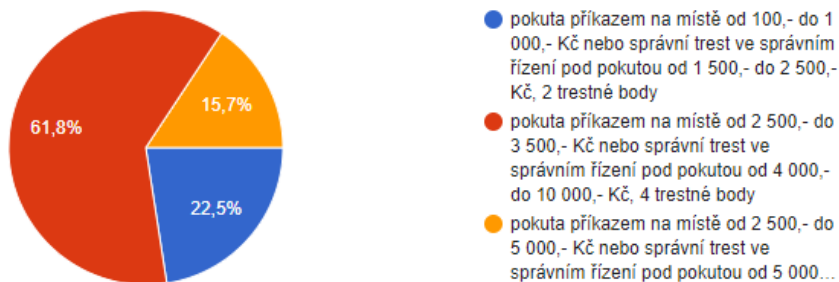 61,8%
15,7%
22,5%
pokuta příkazem na místě od 100,- do 1
000,- Kč nebo správní trest ve správním
řízení pod pokutou od 1 500,- do 2 500,-
Kč, 2 trestné body
pokuta příkazem na místě od 2 500,- do
3 500,- Kč nebo správní trest ve
správním řízení pod pokutou od 4 000,-
do 10 000,- Kč, 4 trestné body
pokuta příkazem na místě od 2 500,- do
5 000,- Kč nebo správní trest ve
správním řízení pod pokutou od 5 000…